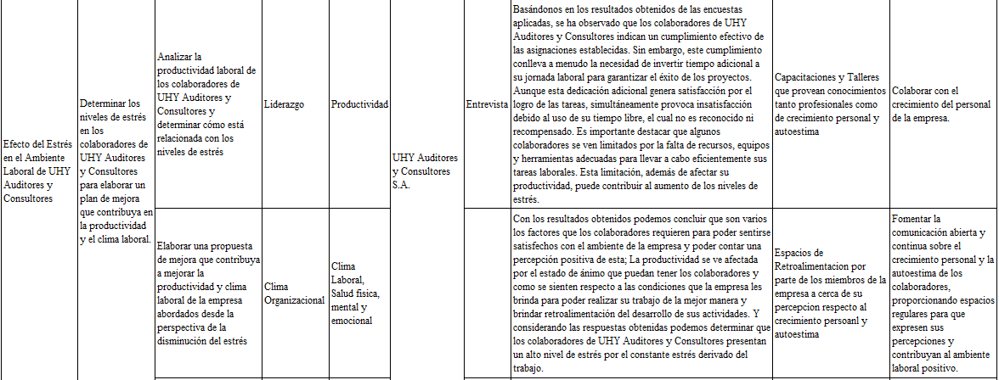 Efecto del Estrés
en el Ambiente
Laboral de UHY
Auditores y
Consultores
Determinar los
niveles de estrés
en los
colaboradores de
UHY Auditores
y Consultores
para elaborar un
plan de mejora
que contribuya en
la productividad
y el clima laboral.
Analizar la
productividad laboral de
los colaboradores de
UHY Auditores y
Consultores y
determinar cómo está
relacionada con los
niveles de estrés
Liderazgo
Productividad
UHY Auditores
y Consultores
S.A.
Entrevista
Basándonos en los resultados obtenidos de las encuestas
aplicadas, se ha observado que los colaboradores de UHY
Auditores y Consultores indican un cumplimiento efectivo de
las asignaciones establecidas. Sin embargo, este cumplimiento
conlleva a menudo la necesidad de invertir tiempo adicional a
su jornada laboral para garantizar el éxito de los proyectos.
Aunque esta dedicación adicional genera satisfacción por el
logro de las tareas, simultáneamente provoca insatisfacción
debido al uso de su tiempo libre, el cual no es reconocido ni
recompensado. Es importante destacar que algunos
colaboradores se ven limitados por la falta de recursos, equipos
y herramientas adecuadas para llevar a cabo eficientemente sus
tareas laborales. Esta limitación, además de afectar su
productividad, puede contribuir al aumento de los niveles de
estrés.
Capacitaciones y Talleres
que provean conocimientos
tanto profesionales como
de crecimiento personal y
autoestima
Colaborar con el
crecimiento del personal
de la empresa.
Elaborar una propuesta
de mejora que contribuya
a mejorar la
productividad y clima
laboral de la empresa
abordados desde la
perspectiva de la
disminución del estrés
Clima
Organizacional
Clima
Laboral,
Salud fisica,
mental y
emocional
Con los resultados obtenidos podemos concluir que son varios
los factores que los colaboradores requieren para poder sentirse
satisfechos con el ambiente de la empresa y poder contar una
percepción positiva de esta; La productividad se ve afectada
por el estado de ánimo que puedan tener los colaboradores y
como se sienten respecto a las condiciones que la empresa les
brinda para poder realizar su trabajo de la mejor manera y
brindar retroalimentación del desarrollo de sus actividades. Y
considerando las respuestas obtenidas podemos determinar que
los colaboradores de UHY Auditores y Consultores presentan
un alto nivel de estrés por el constante estrés derivado del
trabajo.
Espacios de
Retroalimentacion por
parte de los miembros de la
empresa a cerca de su
percepcion respecto al
crecimiento persoanl y
autoestima
Fomentar la
comunicación abierta y
continua sobre el
crecimiento personal y la
autoestima de los
colaboradores,
proporcionando espacios
regulares para que
expresen sus
percepciones y
contribuyan al ambiente
laboral positivo.